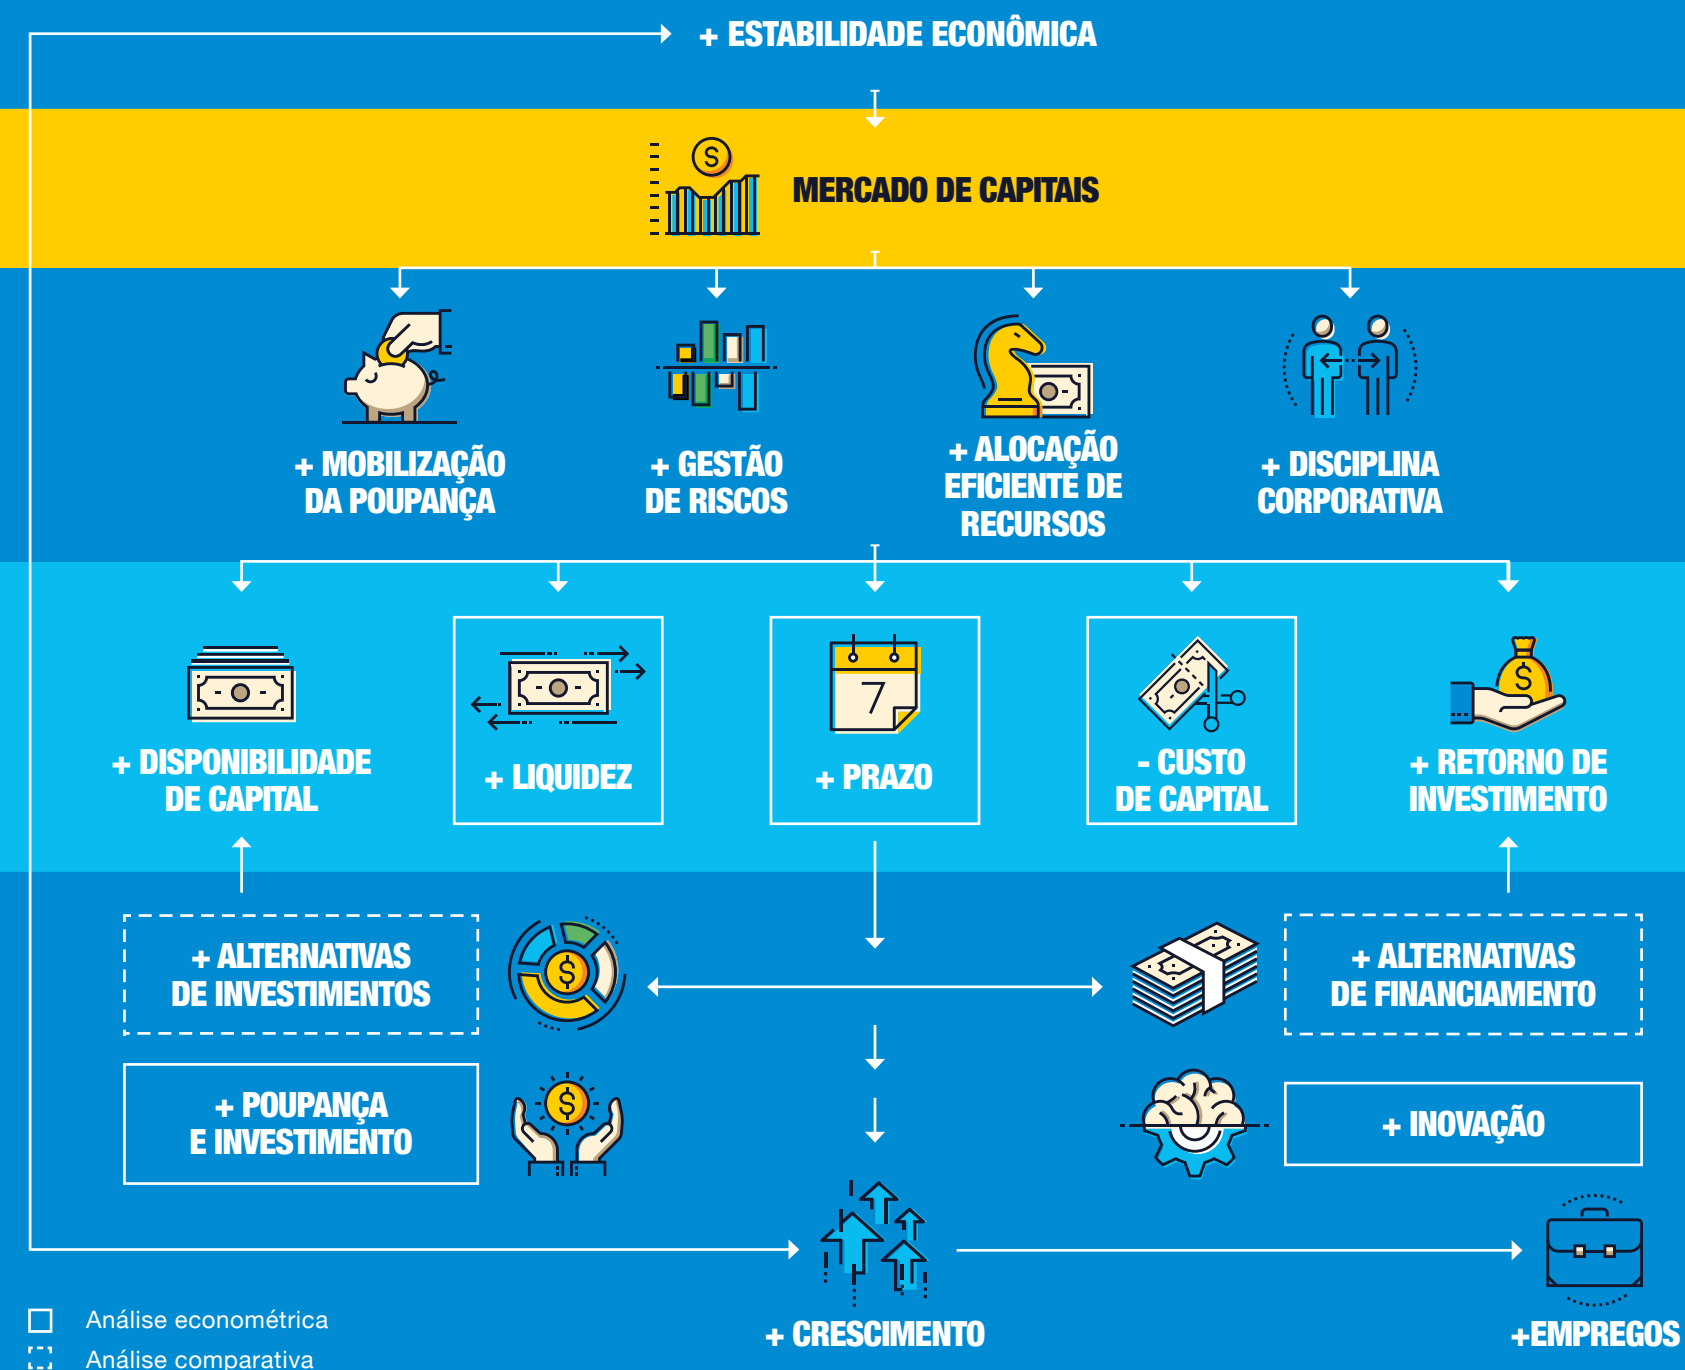 + ESTABILIDADE ECONÔMICA
$
MERCADO DE CAPITAIS
+ MOBILIZAÇÃO
DA POUPANÇA
+ GESTÃO
DE RISCOS
+ ALOCAÇÃO
EFICIENTE DE
RECURSOS
+ DISCIPLINA
CORPORATIVA
7
$
+ DISPONIBILIDADE
DE CAPITAL
+ LIQUIDEZ
+ PRAZO
- CUSTO
DE CAPITAL
+ RETORNO DE
INVESTIMENTO
+ ALTERNATIVAS
DE INVESTIMENTOS
$
+ ALTERNATIVAS
DE FINANCIAMENTO
+ POUPANÇA
E INVESTIMENTO
$
+ INOVAÇÃO
+ CRESCIMENTO
+EMPREGOS
Análise econométrica
Análise comparativa